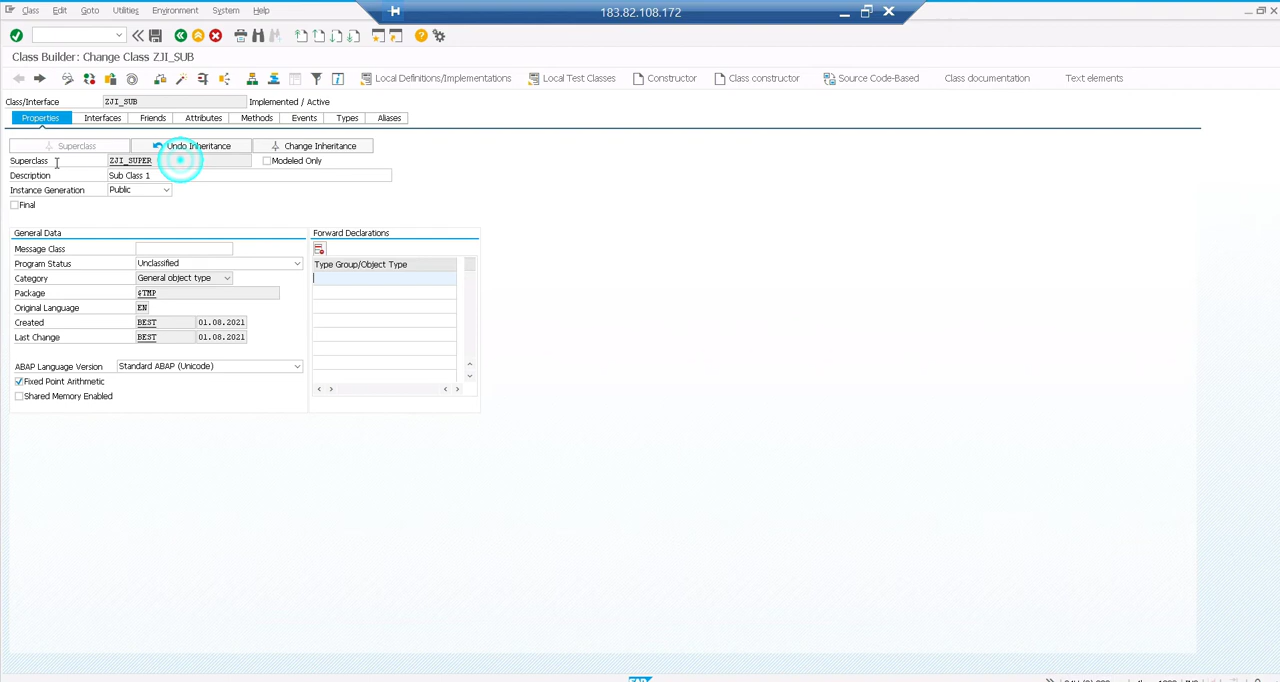 Class Edit Goto Utilities Environment System Help
183.82.108.172
Class Builder: Change Class ZJI_SUB
Local Definitions/Implementations Local Test Classes Constructor Class constructor Source Code-Based Class documentation Text elements
Class/Interface ZJI_SUB Implemented / Active
Properties Interfaces Friends Attributes Methods Events Types Aliases
Superclass Undo Inheritance Change Inheritance
Superclass ZJI_SUPER Modeled Only
Description Sub Class 1
Instance Generation Public
Final
General Data Forward Declarations
Message Class
Program Status Unclassified Type Group/Object Type
Category General object type
Package $TMP
Original Language EN
Created BEST 01.08.2021
Last Change BEST 01.08.2021
ABAP Language Version Standard ABAP (Unicode)
Fixed Point Arithmetic
Shared Memory Enabled